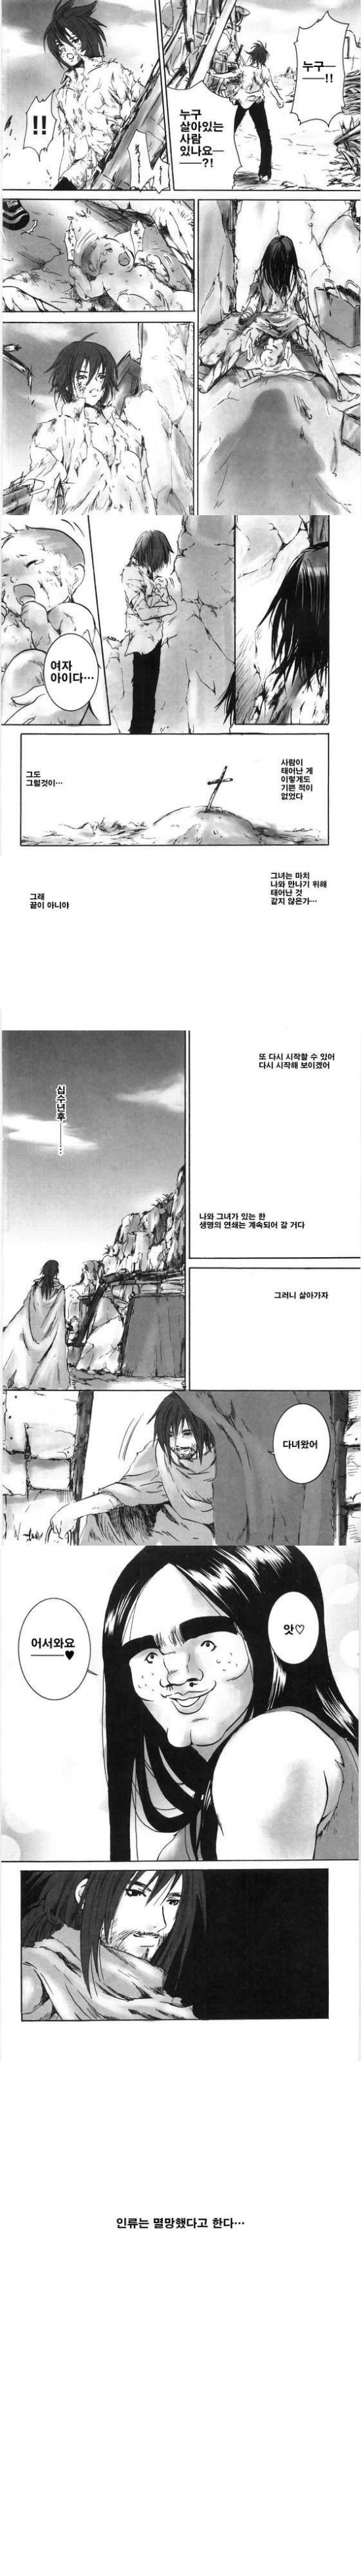 누구―
――!!
누구
살아있는
사람
있나요―
――?!
!!
여자
아이다…
사람이
태어난 게
이렇게도
기쁜 적이
없었다
그도
그럴것이…
그녀는 마치
나와 만나기 위해
태어난 것
같지 않은가…
그래
끝이 아니야
또 다시 시작할 수 있어
다시 시작해 보이겠어
나와 그녀가 있는 한
생명의 연쇄는 계속되어 갈 거다
그러니 살아가자
십수년후――…
다녀왔어
앗♡
어서와요
――♥
인류는 멸망했다고 한다…